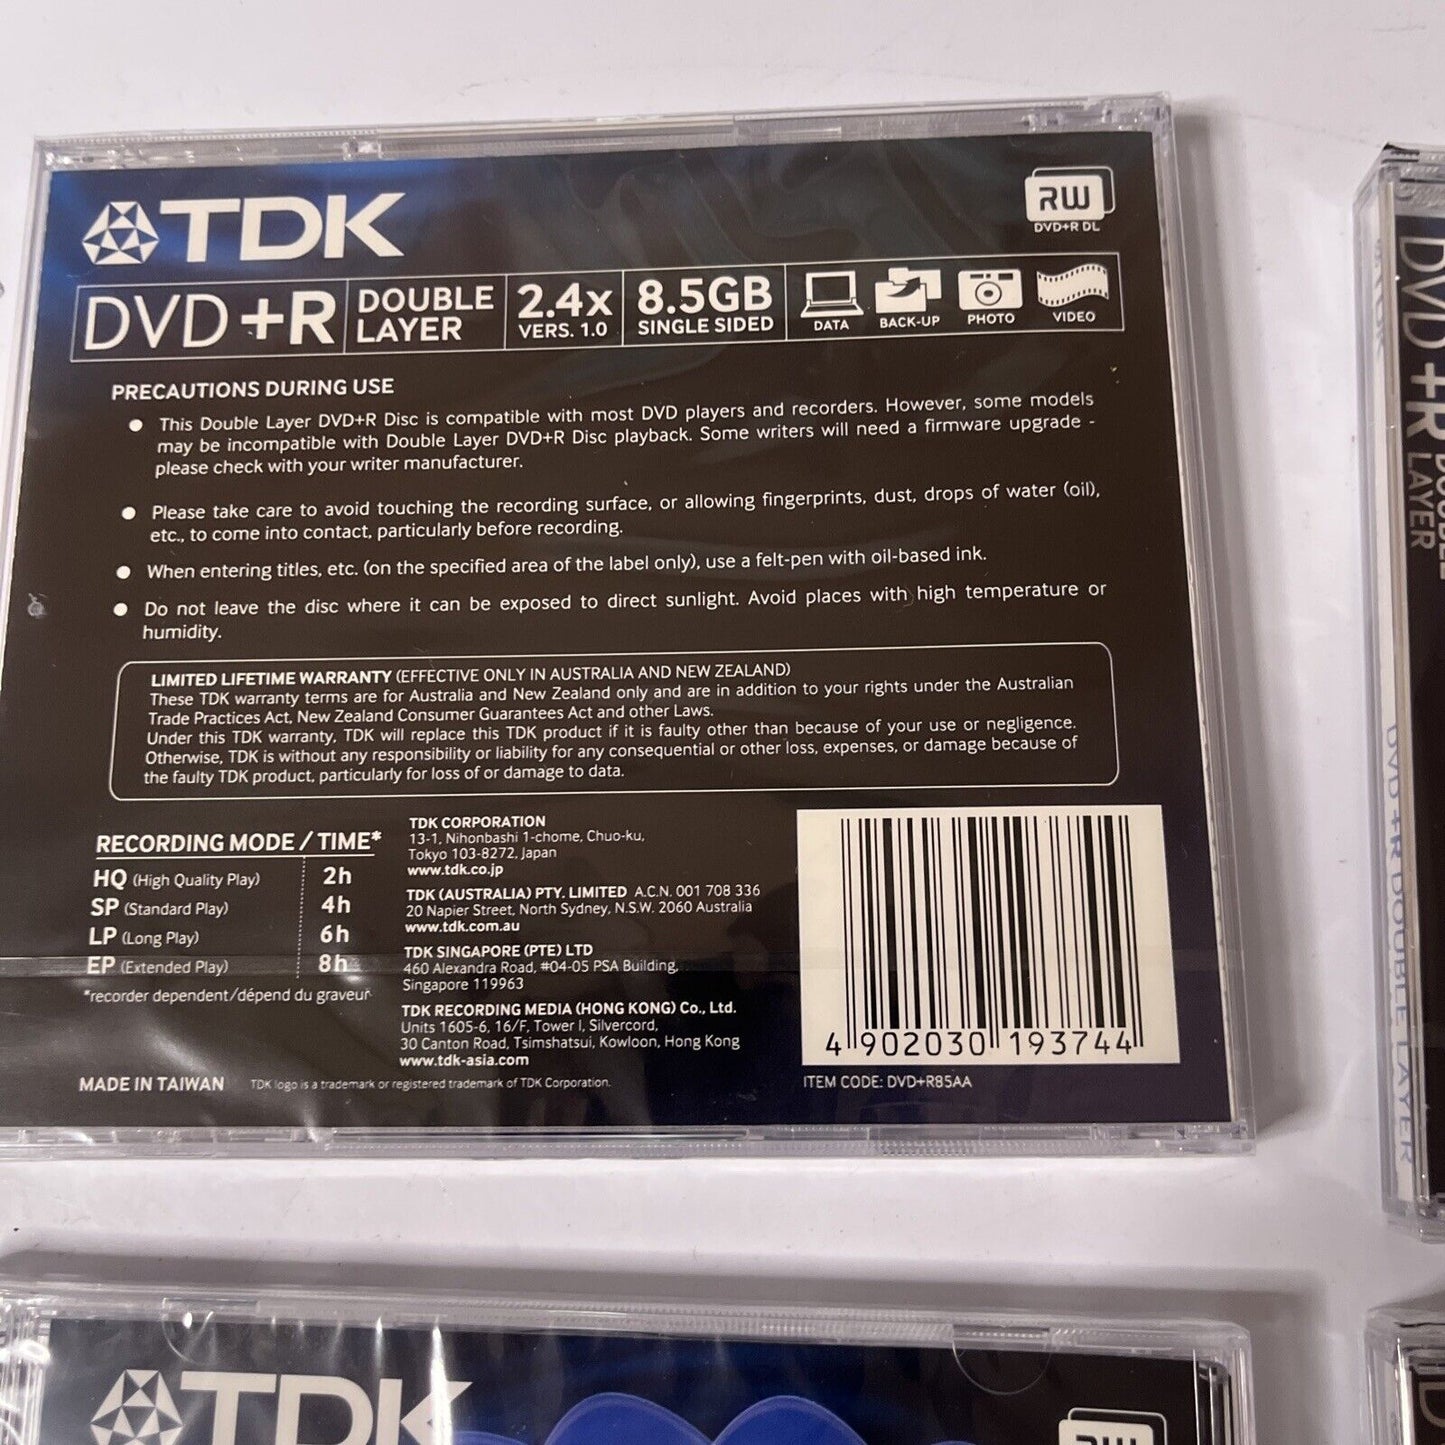 TDK
RW
DVD+R DL
DVD +R DOUBLE LAYER 2.4x VERS. 1.0 8.5GB SINGLE SIDED DATA BACK-UP PHOTO VIDEO
PRECAUTIONS DURING USE
● This Double Layer DVD+R Disc is compatible with most DVD players and recorders. However, some models
may be incompatible with Double Layer DVD+R Disc playback. Some writers will need a firmware upgrade -
please check with your writer manufacturer.
● Please take care to avoid touching the recording surface, or allowing fingerprints, dust, drops of water (oil),
etc., to come into contact, particularly before recording.
● When entering titles, etc. (on the specified area of the label only), use a felt-pen with oil-based ink.
● Do not leave the disc where it can be exposed to direct sunlight. Avoid places with high temperature or
humidity.
LIMITED LIFETIME WARRANTY (EFFECTIVE ONLY IN AUSTRALIA AND NEW ZEALAND)
These TDK warranty terms are for Australia and New Zealand only and are in addition to your rights under the Australian
Trade Practices Act, New Zealand Consumer Guarantees Act and other Laws.
Under this TDK warranty, TDK will replace this TDK product if it is faulty other than because of your use or negligence.
Otherwise, TDK is without any responsibility or liability for any consequential or other loss, expenses, or damage because of
the faulty TDK product, particularly for loss of or damage to data.
RECORDING MODE / TIME*
HQ (High Quality Play) 2h
SP (Standard Play) 4h
LP (Long Play) 6h
EP (Extended Play) 8h
*recorder dependent/dépend du graveur
TDK CORPORATION
13-1, Nihonbashi 1-chome, Chuo-ku,
Tokyo 103-8272, Japan
www.tdk.co.jp
TDK (AUSTRALIA) PTY. LIMITED A.C.N. 001 708 336
20 Napier Street, North Sydney, N.S.W. 2060 Australia
www.tdk.com.au
TDK SINGAPORE (PTE) LTD
460 Alexandra Road, #04-05 PSA Building,
Singapore 119963
TDK RECORDING MEDIA (HONG KONG) Co., Ltd.
Units 1605-6, 16/F, Tower I, Silvercord,
30 Canton Road, Tsimshatsui, Kowloon, Hong Kong
www.tdk-asia.com
4 902030 193744
ITEM CODE: DVD+R85AA
MADE IN TAIWAN
TDK logo is a trademark or registered trademark of TDK Corporation.
DVD +R DOUBLE LAYER
DVD+R DOUBLE LAYER
TDK
RW